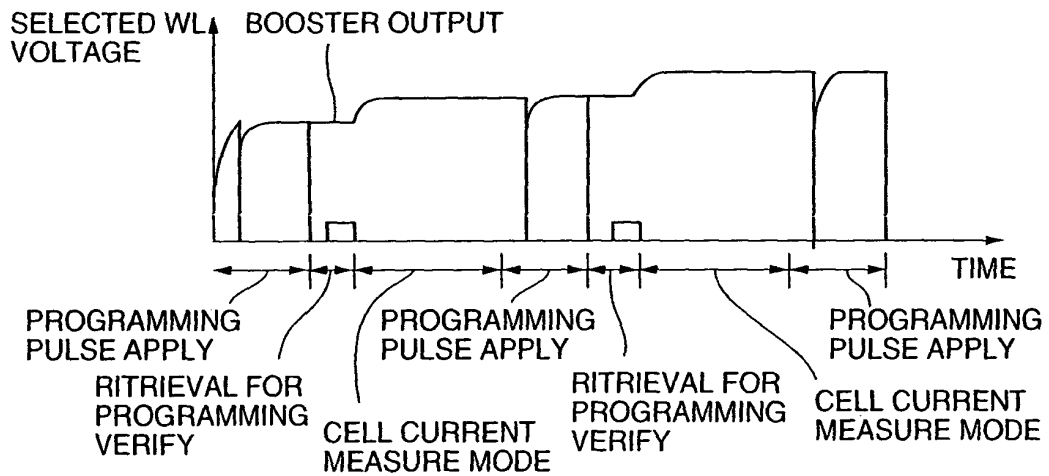 SELECTED WL
VOLTAGE
BOOSTER OUTPUT
TIME
PROGRAMMING
PULSE APPLY
RITRIEVAL FOR
PROGRAMMING
VERIFY
CELL CURRENT
MEASURE MODE
PROGRAMMING
PULSE APPLY
RITRIEVAL FOR
PROGRAMMING
VERIFY
CELL CURRENT
MEASURE MODE
PROGRAMMING
PULSE APPLY